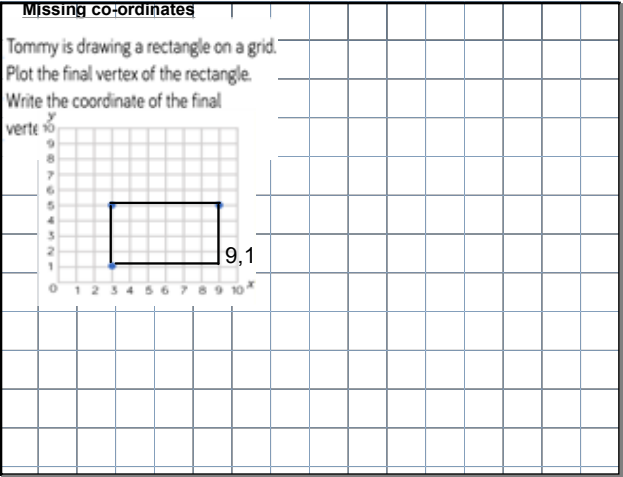 Missing co-ordinates
Tommy is drawing a rectangle on a grid.
Plot the final vertex of the rectangle.
Write the coordinate of the final
y
10
9
8
7
6
5
4
3
2
1
9,1
0 1 2 3 4 5 6 7 8 9 10 x